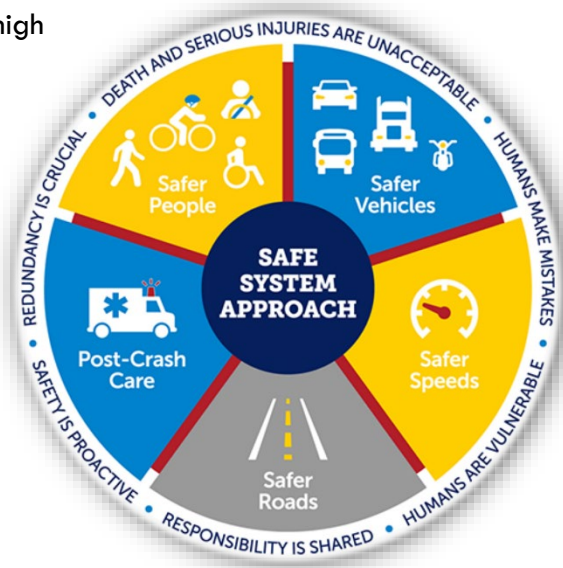 high
DEATH AND SERIOUS INJURIES ARE UNACCEPTABLE
HUMANS MAKE MISTAKES
HUMANS ARE VULNERABLE
RESPONSIBILITY IS SHARED
SAFETY IS PROACTIVE
REDUNDANCY IS CRUCIAL
Safer
People
Safer
Vehicles
SAFE
SYSTEM
APPROACH
Post-Crash
Care
Safer
Speeds
Safer
Roads